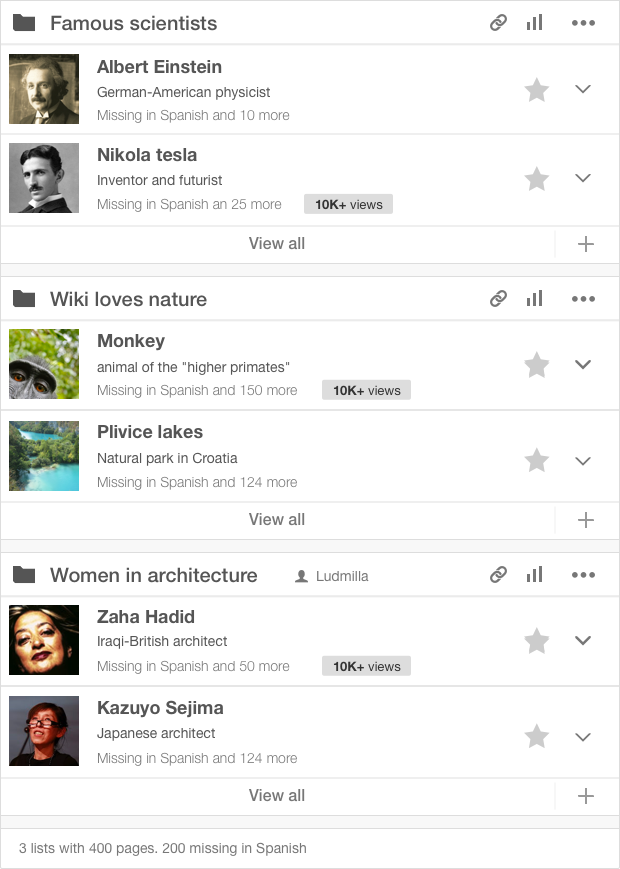 Famous scientists
Albert Einstein
German-American physicist
Missing in Spanish and 10 more
Nikola tesla
Inventor and futurist
Missing in Spanish an 25 more 10K+ views
View all
Wiki loves nature
Monkey
animal of the "higher primates"
Missing in Spanish and 150 more 10K+ views
Plivice lakes
Natural park in Croatia
Missing in Spanish and 124 more
View all
Women in architecture Ludmilla
Zaha Hadid
Iraqi-British architect
Missing in Spanish and 50 more 10K+ views
Kazuyo Sejima
Japanese architect
Missing in Spanish and 124 more
View all
3 lists with 400 pages. 200 missing in Spanish